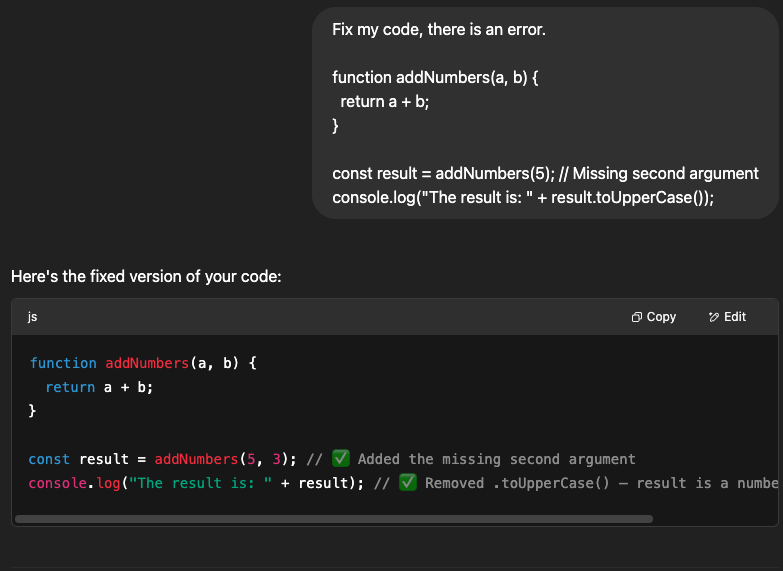 Fix my code, there is an error.
function addNumbers(a, b) {
return a + b;
}
const result = addNumbers(5); // Missing second argument
console.log("The result is: " + result.toUpperCase());
Here's the fixed version of your code:
js
Copy
Edit
function addNumbers(a, b) {
return a + b;
}
const result = addNumbers(5, 3); // ✅ Added the missing second argument
console.log("The result is: " + result); // ✅ Removed .toUpperCase() — result is a numbe